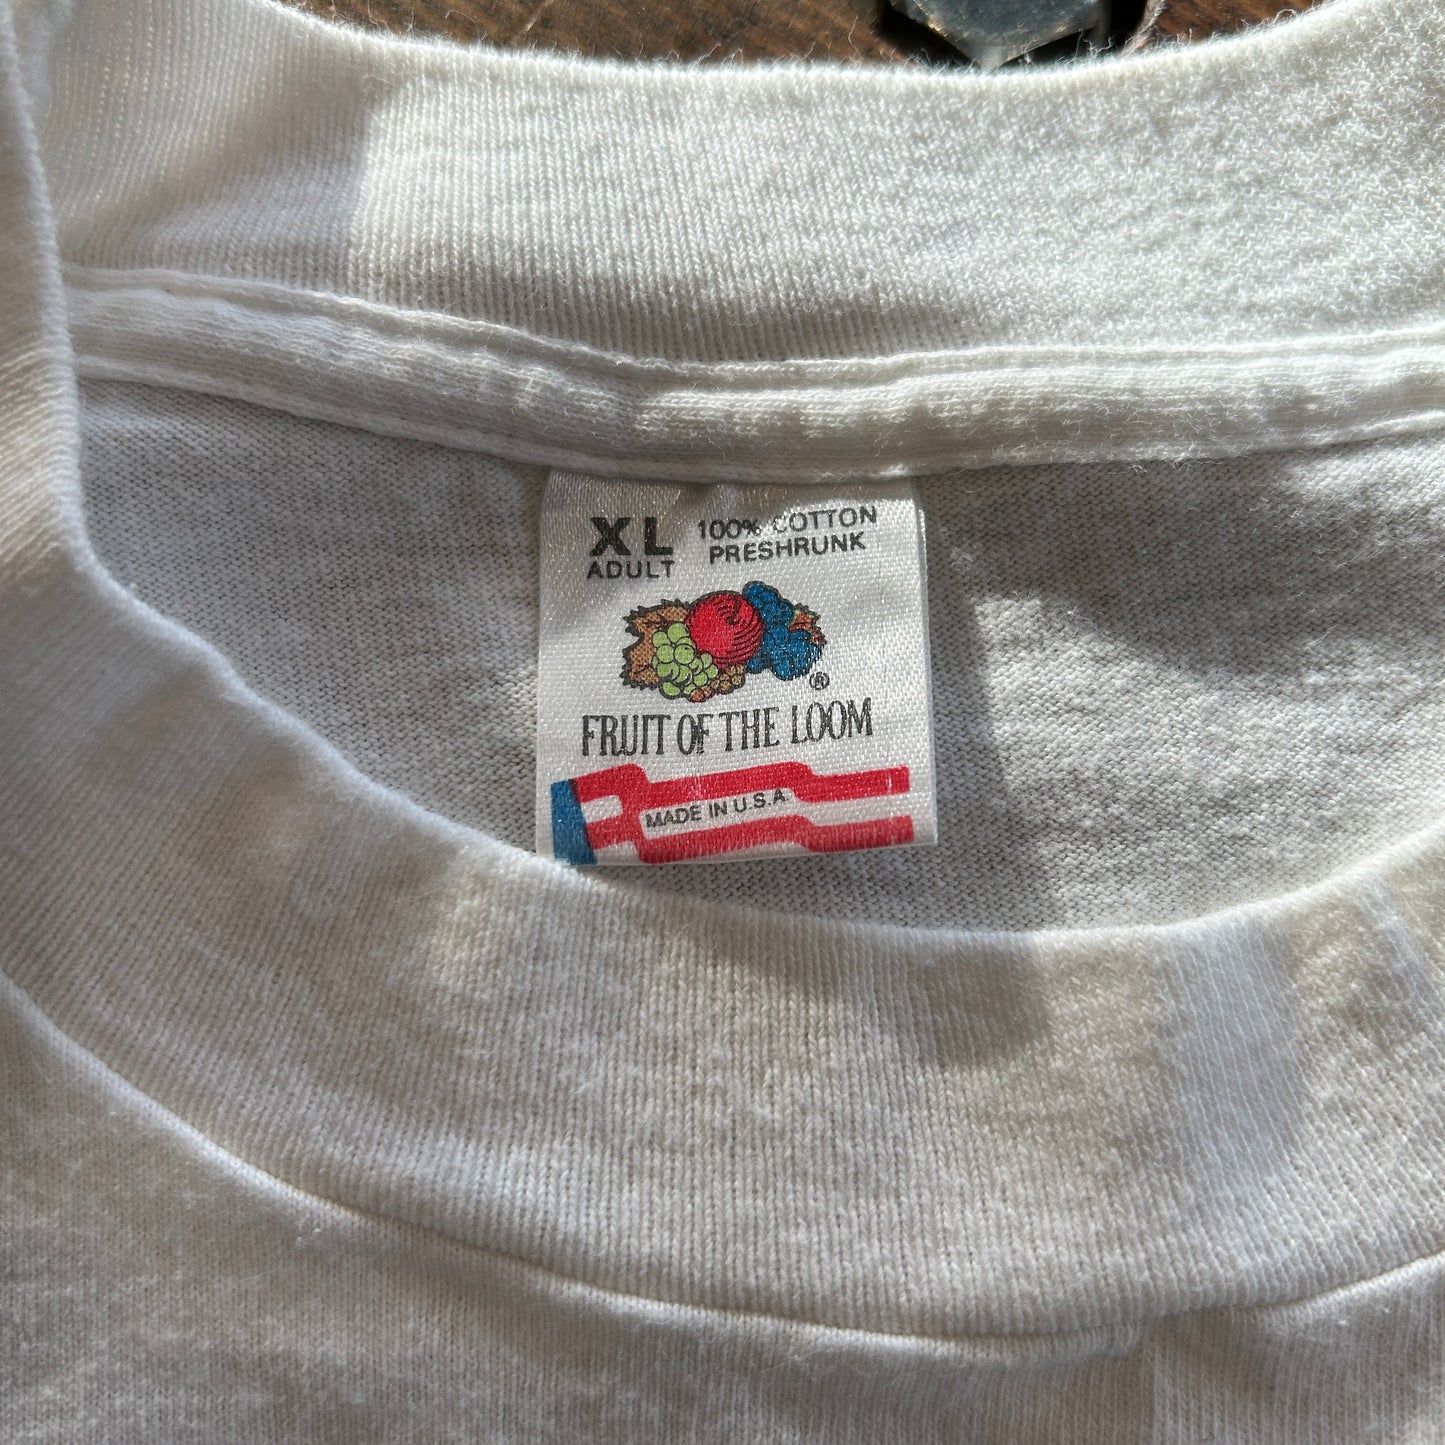 XL 100% COTTON
ADULT PRESHRUNK
®
FRUIT OF THE LOOM
MADE IN U.S.A.